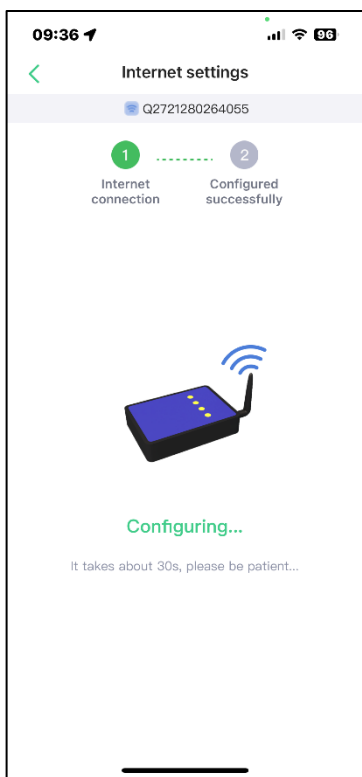 09:36
96
Internet settings
Q2721280264055
1
2
Internet
connection
Configured
successfully
Configuring...
It takes about 30s, please be patient...